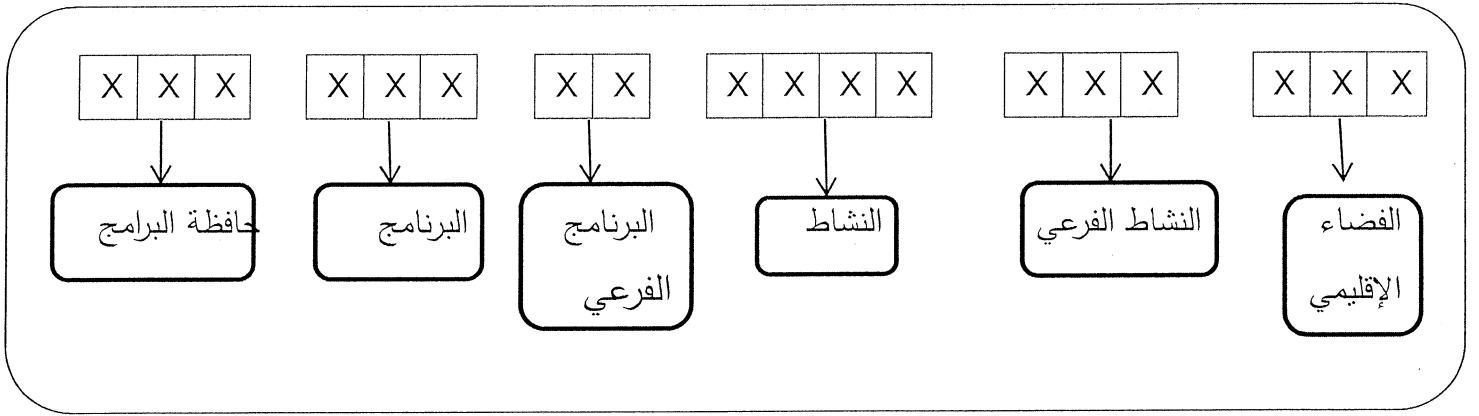 X X X X X X X X X X X X X X X X X X
حافظة البرامج
البرنامج
البرنامج
الفرعي
النشاط
النشاط الفرعي
الفضاء
الإقليمي